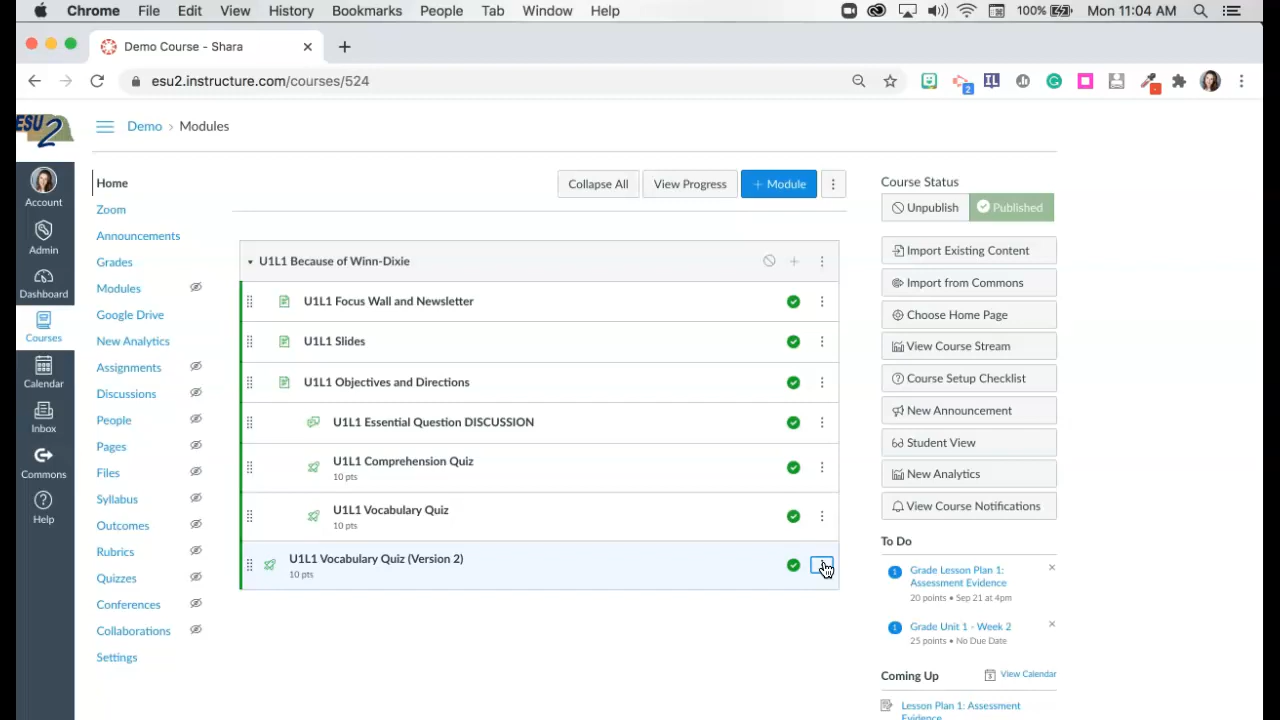 Chrome File Edit View History Bookmarks People Tab Window Help 100% Mon 11:04 AM
Demo Course - Shara
esu2.instructure.com/courses/524
2 IL
ESU 2
Demo › Modules
Account
Admin
Dashboard
Courses
Calendar
Inbox
Commons
Help
Home
Zoom
Announcements
Grades
Modules
Google Drive
New Analytics
Assignments
Discussions
People
Pages
Files
Syllabus
Outcomes
Rubrics
Quizzes
Conferences
Collaborations
Settings
Collapse All View Progress + Module
U1L1 Because of Winn-Dixie
U1L1 Focus Wall and Newsletter
U1L1 Slides
U1L1 Objectives and Directions
U1L1 Essential Question DISCUSSION
U1L1 Comprehension Quiz
10 pts
U1L1 Vocabulary Quiz
10 pts
U1L1 Vocabulary Quiz (Version 2)
10 pts
Course Status
Unpublish Published
Import Existing Content
Import from Commons
Choose Home Page
View Course Stream
Course Setup Checklist
New Announcement
Student View
New Analytics
View Course Notifications
To Do
1 Grade Lesson Plan 1:
Assessment Evidence
20 points • Sep 21 at 4pm
1 Grade Unit 1 - Week 2
25 points • No Due Date
Coming Up View Calendar
Lesson Plan 1: Assessment
Evidence